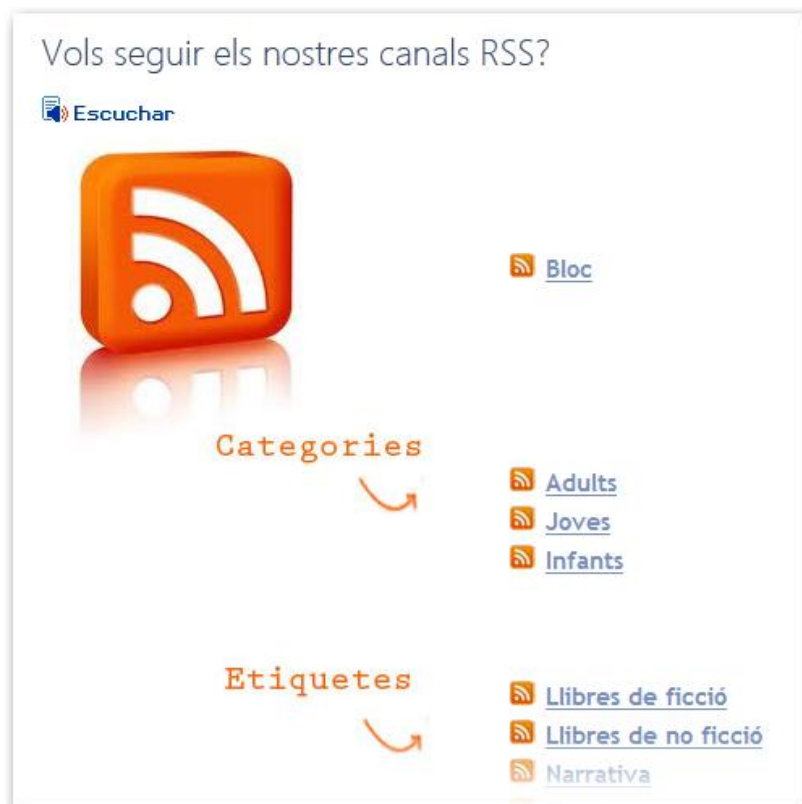 Vols seguir els nostres canals RSS?
Escuchar
Bloc
Categories
Adults
Joves
Infants
Etiquetes
Llibres de ficció
Llibres de no ficció
Narrativa